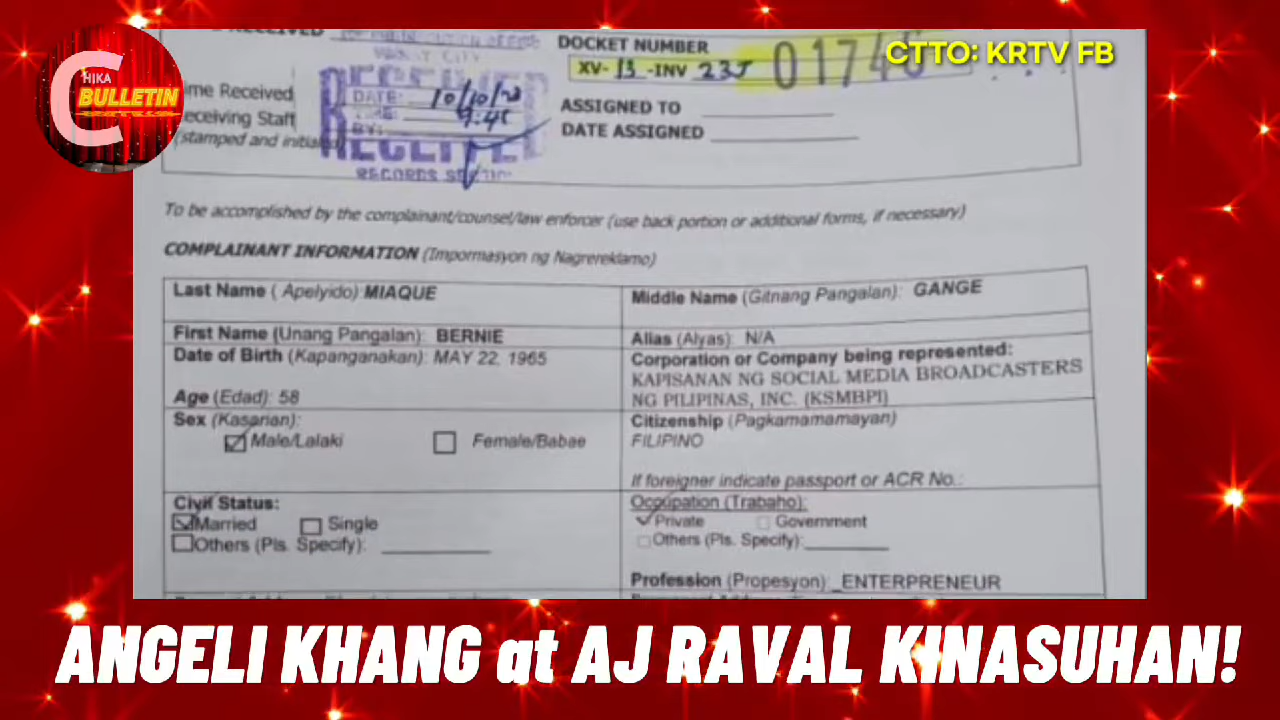 DOCKET NUMBER
CTTO: KRTV FB
XV- 13 -INV 23J
CHIKA
BULLETIN
Time Received
RECEIVED
DATE: 10/10/23
ASSIGNED TO
Receiving Staff
TIME: 9:45
DATE ASSIGNED
(stamped and initialed)
BY:
RECORDS SECTION
To be accomplished by the complainant/counsel/law enforcer (use back portion or additional forms, if necessary)
COMPLAINANT INFORMATION (Impormasyon ng Nagrereklamo)
Last Name ( Apelyido) MIAQUE
Middle Name (Gitnang Pangalan): GANGE
First Name (Unang Pangalan): BERNIE
Alias (Alyas): N/A
Date of Birth (Kapanganakan): MAY 22, 1965
Corporation or Company being represented:
KAPISANAN NG SOCIAL MEDIA BROADCASTERS
NG PILIPINAS, INC. (KSMBPI)
Age (Edad): 58
Sex (Kasarian):
Citizenship (Pagkamamamayan)
Male/Lalaki Female/Babae
FILIPINO
If foreigner indicate passport or ACR No.:
Civil Status:
Occupation (Trabaho):
Married Single
Private Government
Others (Pls. Specify):
Others (Pls. Specify):
Profession (Propesyon): ENTERPRENEUR
ANGELI KHANG at AJ RAVAL KINASUHAN!